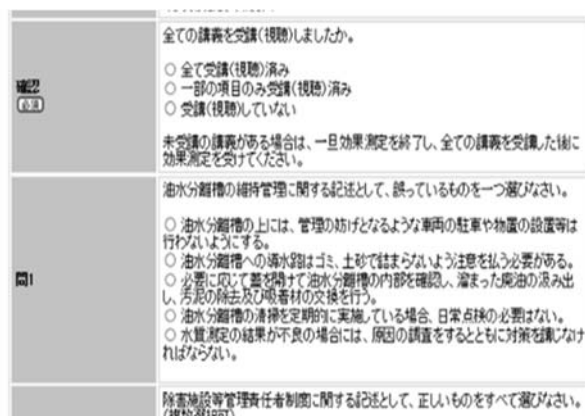 全ての講義を受講(視聴)しましたか。
確認
必須
○ 全て受講(視聴)済み
○ 一部の項目のみ受講(視聴)済み
○ 受講(視聴)していない
未受講の講義がある場合は、一旦効果測定を終了し、全ての講義を受講した後に
効果測定を受けてください。
問1
油水分離槽の維持管理に関する記述として、誤っているものを一つ選びなさい。
○ 油水分離槽の上には、管理の妨げとなるような車両の駐車や物置の設置等は
行わないようにする。
○ 油水分離槽への導水路はゴミ、土砂で詰まらないよう注意を払う必要がある。
○ 必要に応じて蓋を開けて油水分離槽の内部を確認し、溜まった廃油の汲み出
し、汚泥の除去及び吸着材の交換を行う。
○ 油水分離槽の清掃を定期的に実施している場合、日常点検の必要はない。
○ 水質測定の結果が不良の場合には、原因の調査をするとともに対策を講じなけ
ればならない。
除害施設等管理責任者制度に関する記述として、正しいものをすべて選びなさい。
(複数選択可)